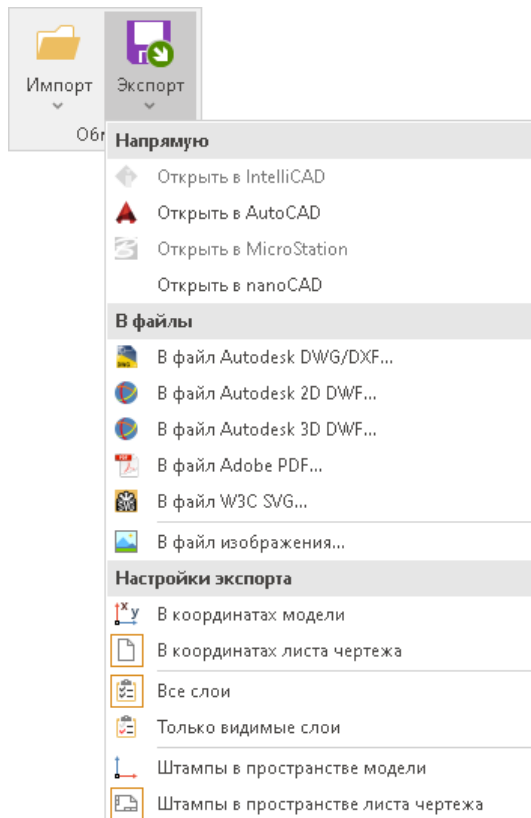 Импорт
Экспорт
Напрямую
Открыть в IntelliCAD
Открыть в AutoCAD
Открыть в MicroStation
Открыть в nanoCAD
В файлы
В файл Autodesk DWG/DXF...
В файл Autodesk 2D DWF...
В файл Autodesk 3D DWF...
В файл Adobe PDF...
В файл W3C SVG...
В файл изображения...
Настройки экспорта
В координатах модели
В координатах листа чертежа
Все слои
Только видимые слои
Штампы в пространстве модели
Штампы в пространстве листа чертежа